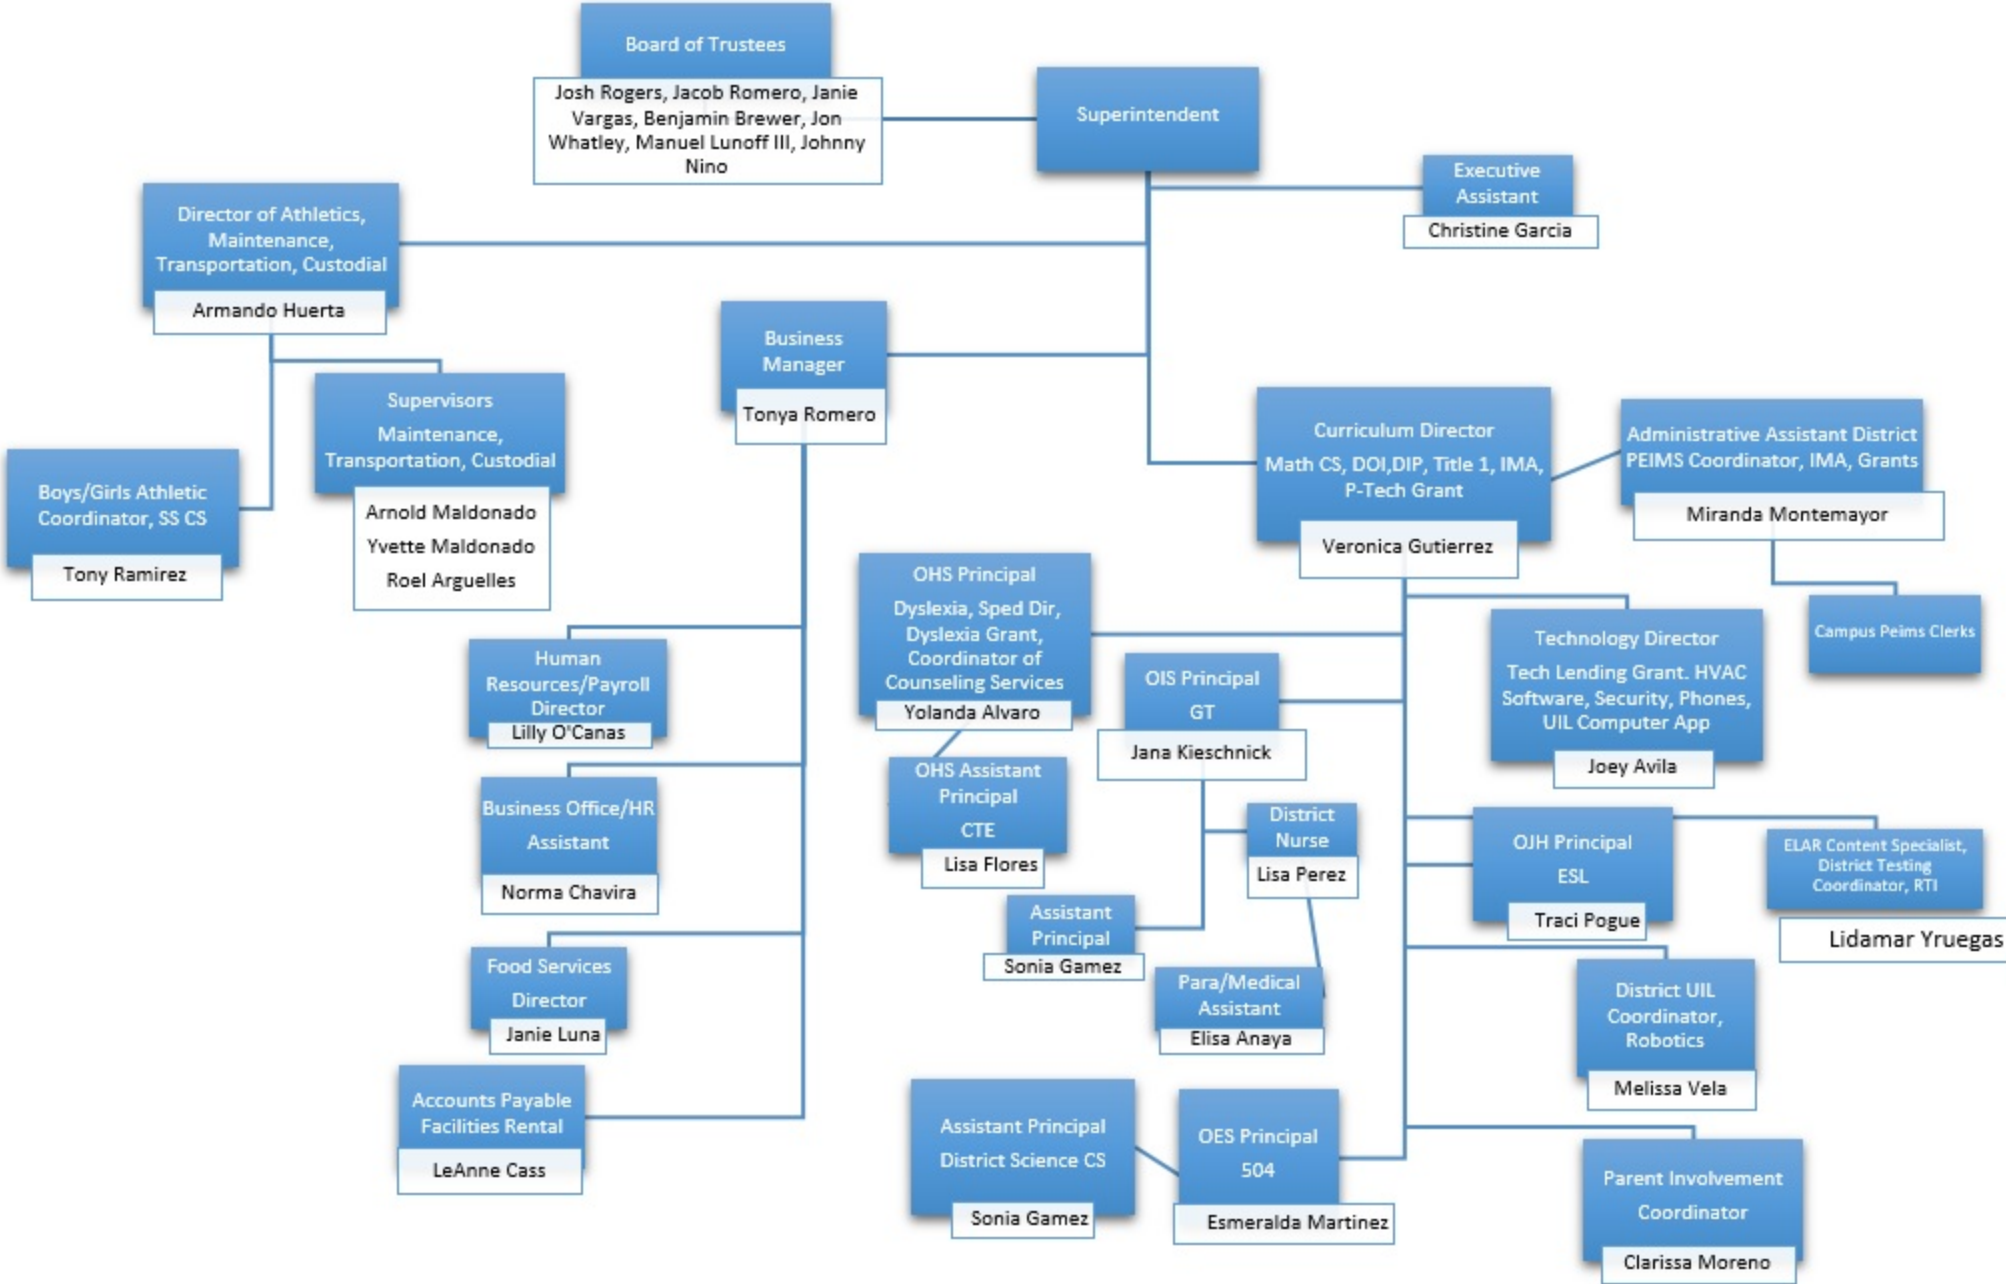 Board of Trustees
Josh Rogers, Jacob Romero, Janie
Vargas, Benjamin Brewer, Jon
Whatley, Manuel Lunoff III, Johnny
Nino
Superintendent
Executive
Assistant
Christine Garcia
Director of Athletics,
Maintenance,
Transportation, Custodial
Armando Huerta
Business
Manager
Tonya Romero
Supervisors
Maintenance,
Transportation, Custodial
Arnold Maldonado
Yvette Maldonado
Roel Arguelles
Boys/Girls Athletic
Coordinator, SS CS
Tony Ramirez
Curriculum Director
Math CS, DOI,DIP, Title 1, IMA,
P-Tech Grant
Veronica Gutierrez
Administrative Assistant District
PEIMS Coordinator, IMA, Grants
Miranda Montemayor
Campus Peims Clerks
OHS Principal
Dyslexia, Sped Dir,
Dyslexia Grant,
Coordinator of
Counseling Services
Yolanda Alvaro
OIS Principal
GT
Jana Kieschnick
Technology Director
Tech Lending Grant. HVAC
Software, Security, Phones,
UIL Computer App
Joey Avila
Human
Resources/Payroll
Director
Lilly O'Canas
OHS Assistant
Principal
CTE
Lisa Flores
Business Office/HR
Assistant
Norma Chavira
District
Nurse
Lisa Perez
OJH Principal
ESL
Traci Pogue
ELAR Content Specialist,
District Testing
Coordinator, RTI
Lidamar Yruegas
Assistant
Principal
Sonia Gamez
Food Services
Director
Janie Luna
Para/Medical
Assistant
Elisa Anaya
District UIL
Coordinator,
Robotics
Melissa Vela
Accounts Payable
Facilities Rental
LeAnne Cass
Assistant Principal
District Science CS
Sonia Gamez
OES Principal
504
Esmeralda Martinez
Parent Involvement
Coordinator
Clarissa Moreno